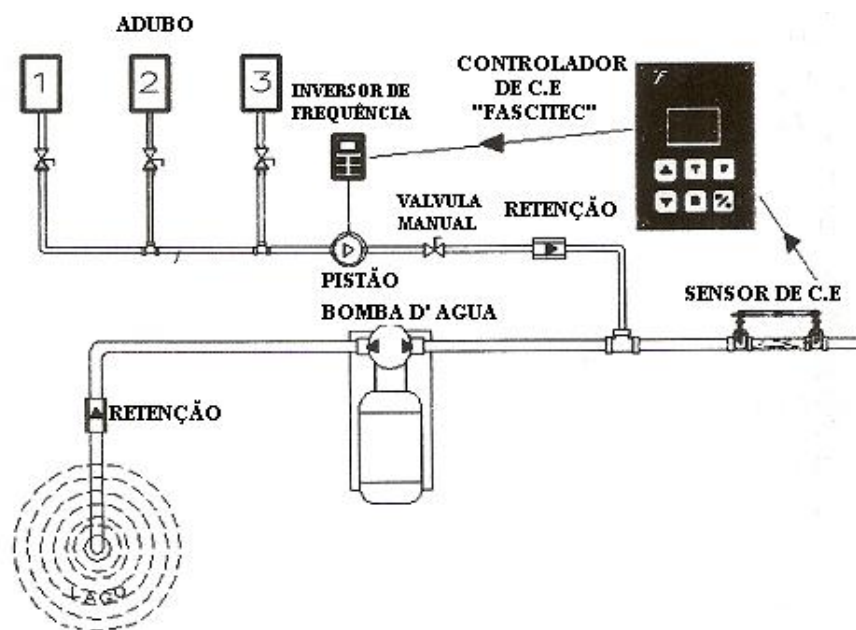 ADUBO
1
2
3
INVERSOR DE
FREQUÊNCIA
CONTROLADOR
DE C.E
"FASCITEC"
VALVULA
MANUAL
RETENÇÃO
PISTÃO
SENSOR DE C.E
BOMBA D' AGUA
RETENÇÃO
LAGO